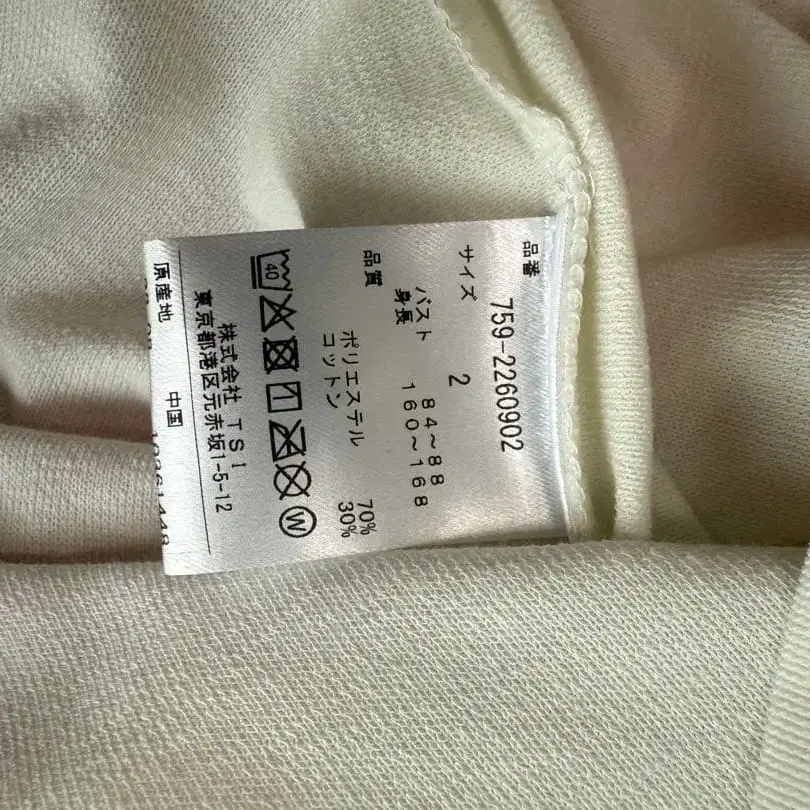 品番
759-2260902
サイズ
2
バスト 84～88
身長 160～168
品質
ポリエステル 70%
コットン 30%
40
W
株式会社 TSI
東京都港区元赤坂1-5-12
原産地 中国